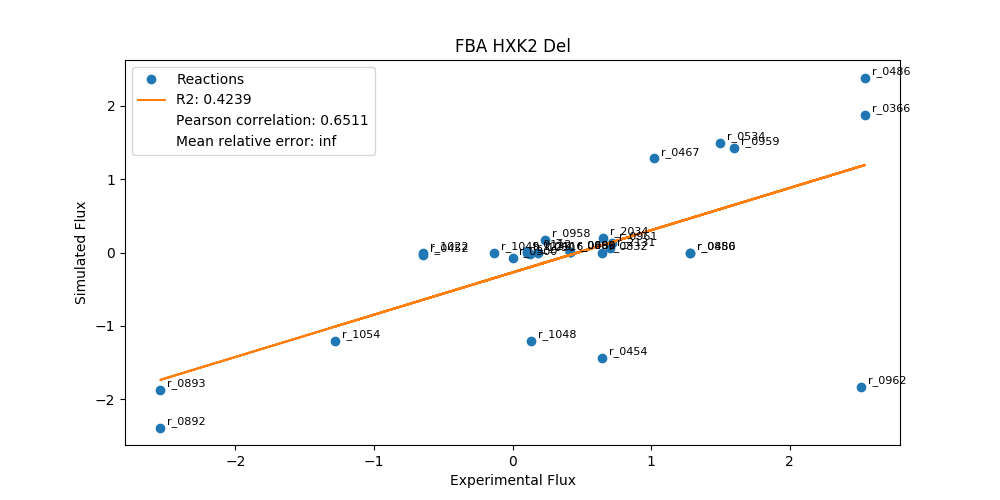 FBA HXK2 Del
Reactions
R2: 0.4239
Pearson correlation: 0.6511
Mean relative error: inf
r_0486
r_0366
r_0534
r_0959
r_0467
r_0958
r_2034
r_0961
r_2131
r_0832
r_1022
r_0452
r_1054
r_1048
r_0454
r_0962
r_0893
r_0892
2
1
0
−1
−2
−2
−1
0
1
2
Simulated Flux
Experimental Flux